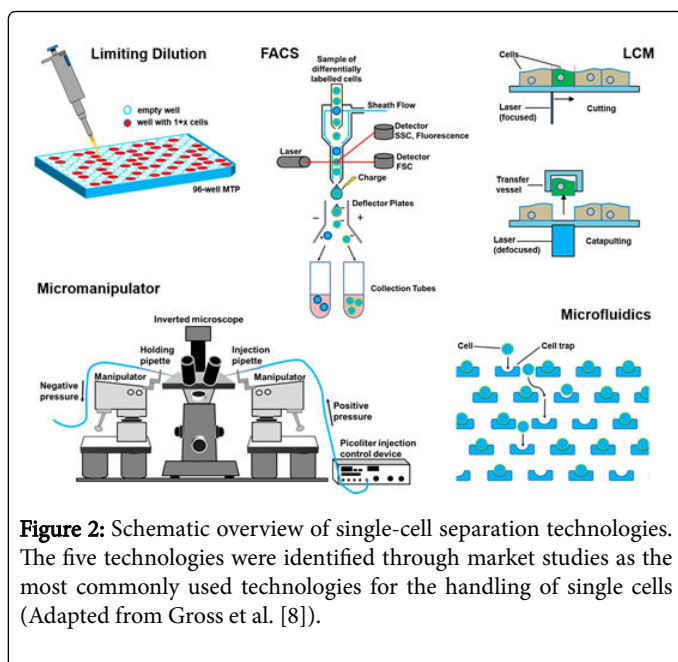 Limiting Dilution
empty well
well with 1+x cells
96-well MTP
FACS
Sample of
differentially
labelled cells
Sheath Flow
Detector
SSC, Fluorescence
Laser
Detector
FSC
Charge
Deflector Plates
– +
Collection Tubes
LCM
Cells
Laser
(focused)
Cutting
Transfer
vessel
Laser
(defocused)
Catapulting
Micromanipulator
Inverted microscope
Holding
pipette
Injection
pipette
Negative
pressure
Manipulator
Manipulator
Positive
pressure
Picoliter injection
control device
Microfluidics
Cell
Cell trap
Figure 2: Schematic overview of single-cell separation technologies.
The five technologies were identified through market studies as the
most commonly used technologies for the handling of single cells
(Adapted from Gross et al. [8]).